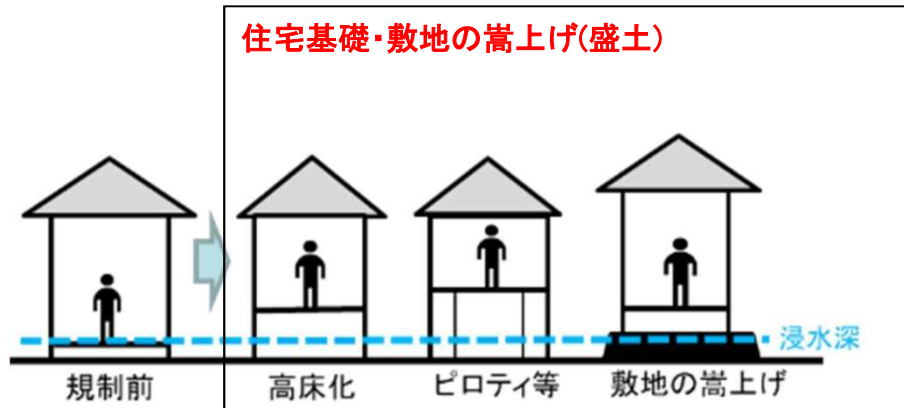 住宅基礎・敷地の嵩上げ(盛土)
浸水深
規制前
高床化
ピロティ等
敷地の嵩上げ